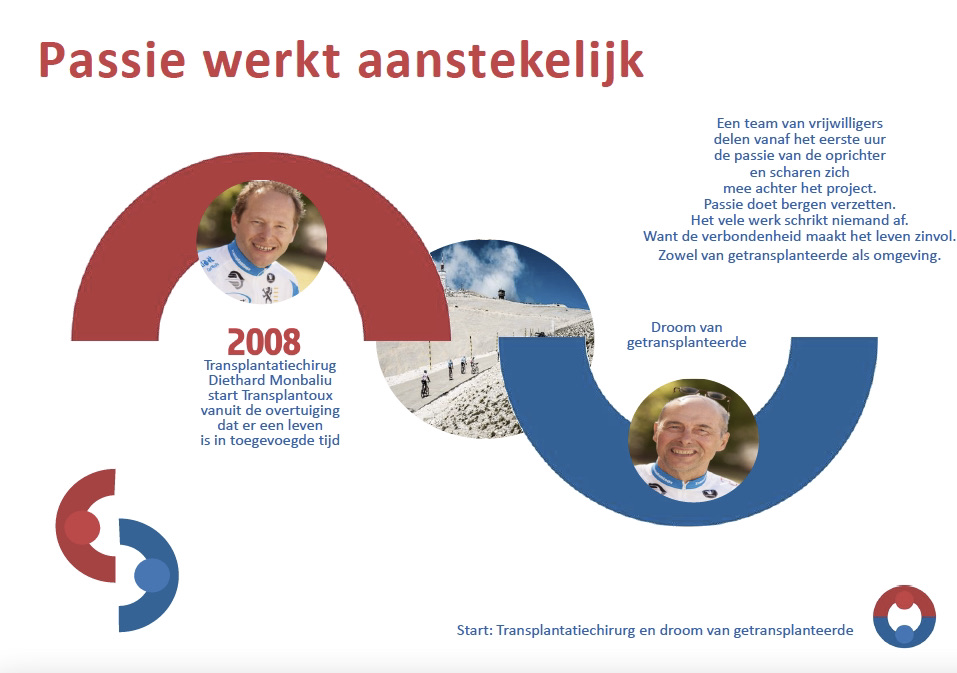 Passie werkt aanstekelijk
Een team van vrijwilligers
delen vanaf het eerste uur
de passie van de oprichter
en scharen zich
mee achter het project.
Passie doet bergen verzetten.
Het vele werk schrikt niemand af.
Want de verbondenheid maakt het leven zinvol.
Zowel van getransplanteerde als omgeving.
2008
Transplantatiechirug
Diethard Monbaliu
start Transplantoux
vanuit de overtuiging
dat er een leven
is in toegevoegde tijd
Droom van
getransplanteerde
Start: Transplantatiechirurg en droom van getransplanteerde